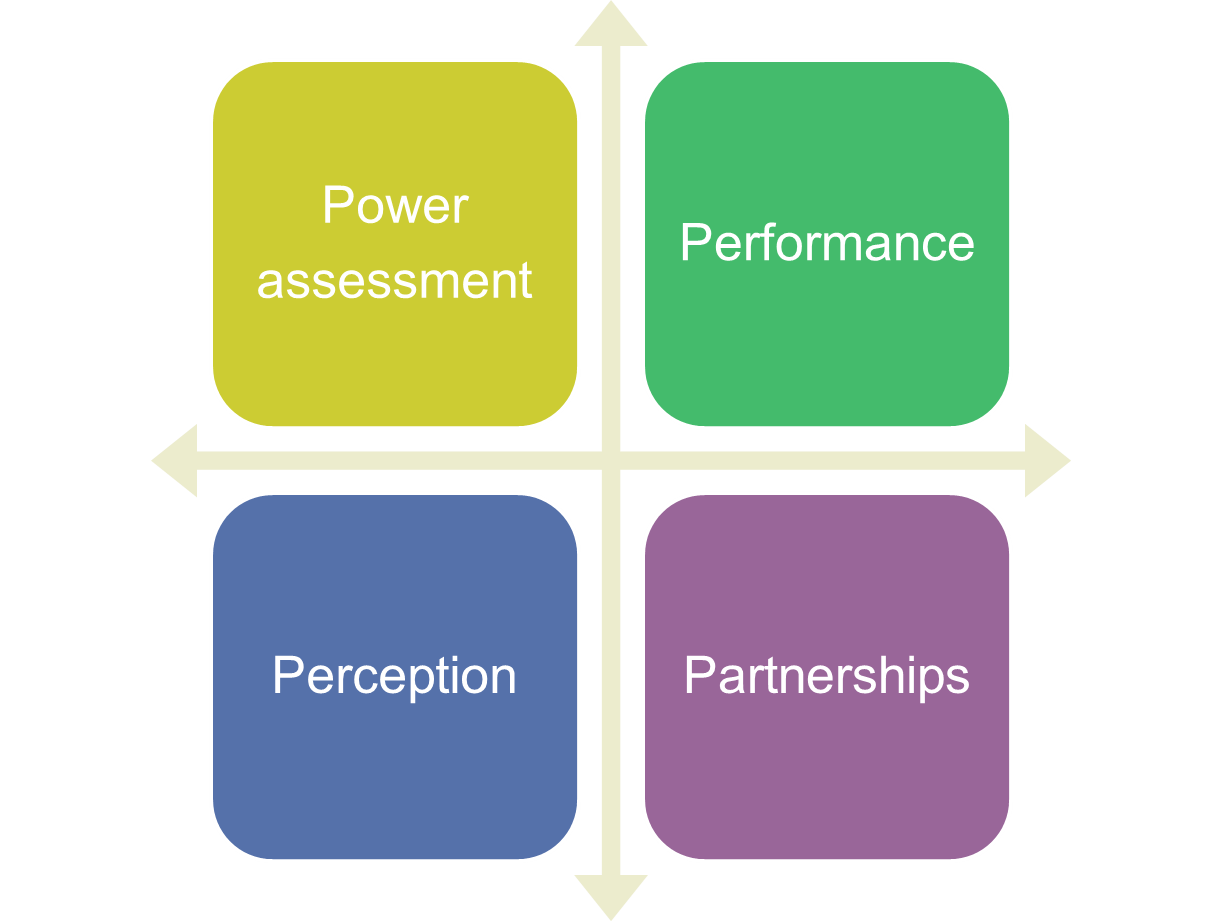 Power
assessment
Performance
Perception
Partnerships